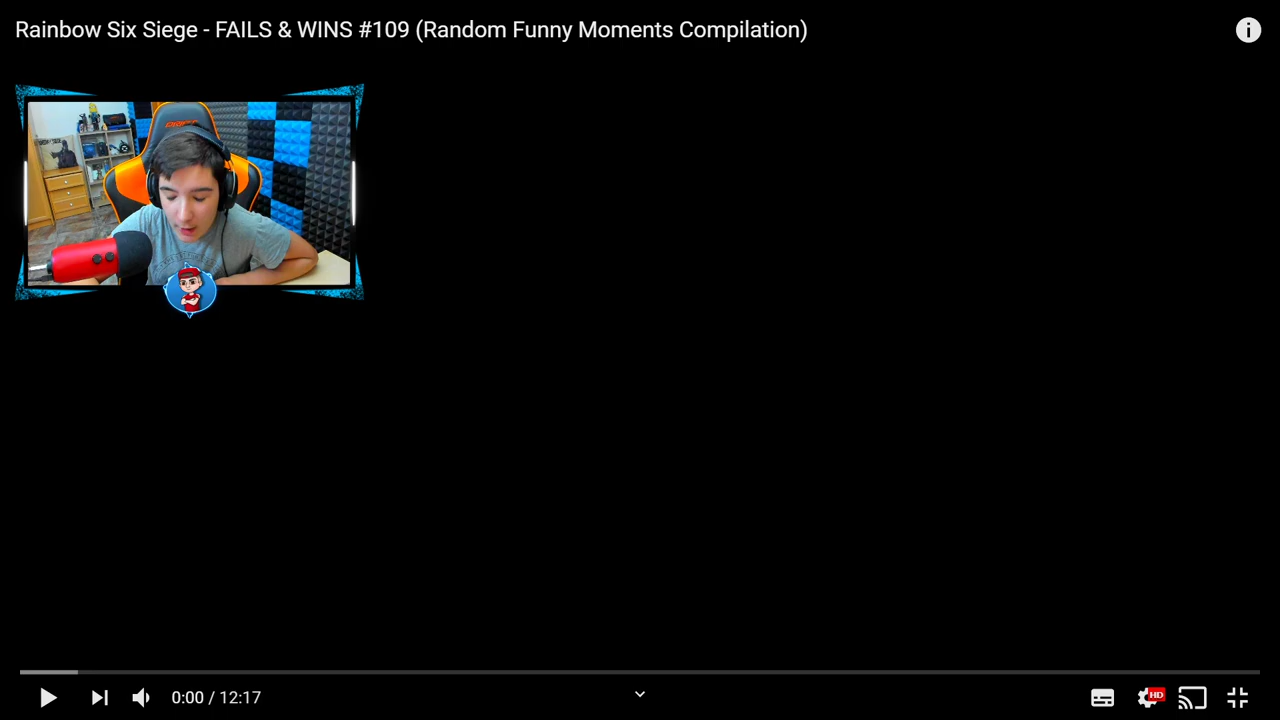 Rainbow Six Siege - FAILS & WINS #109 (Random Funny Moments Compilation)
0:00 / 12:17
HD